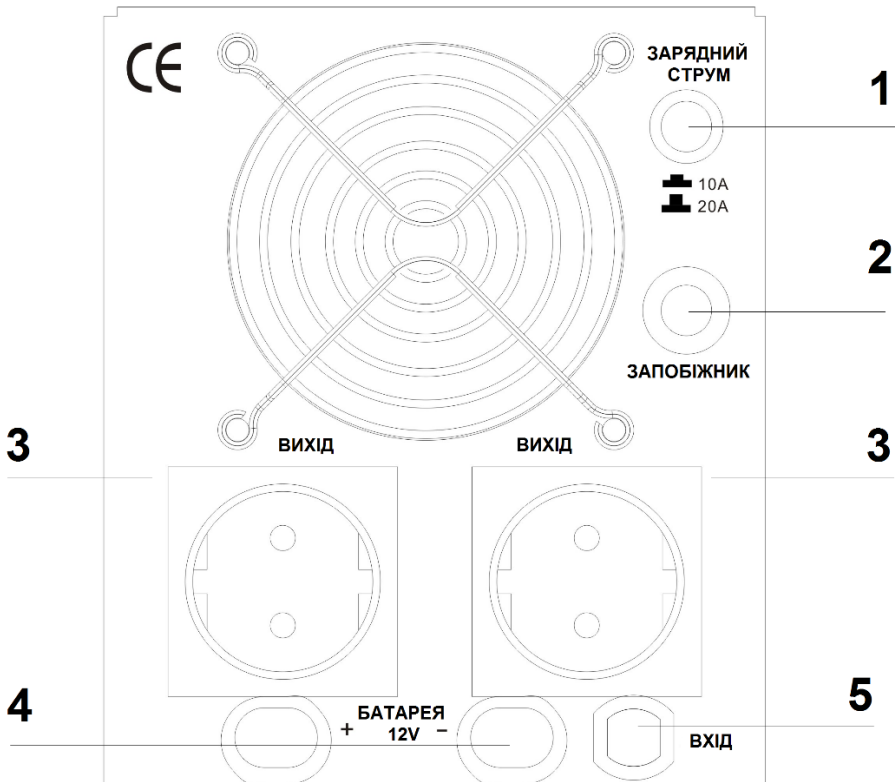 CE
ЗАРЯДНИЙ
СТРУМ
1
10A
20A
2
ЗАПОБІЖНИК
3
ВИХІД
ВИХІД
3
4
+
БАТАРЕЯ
12V
−
5
ВХІД